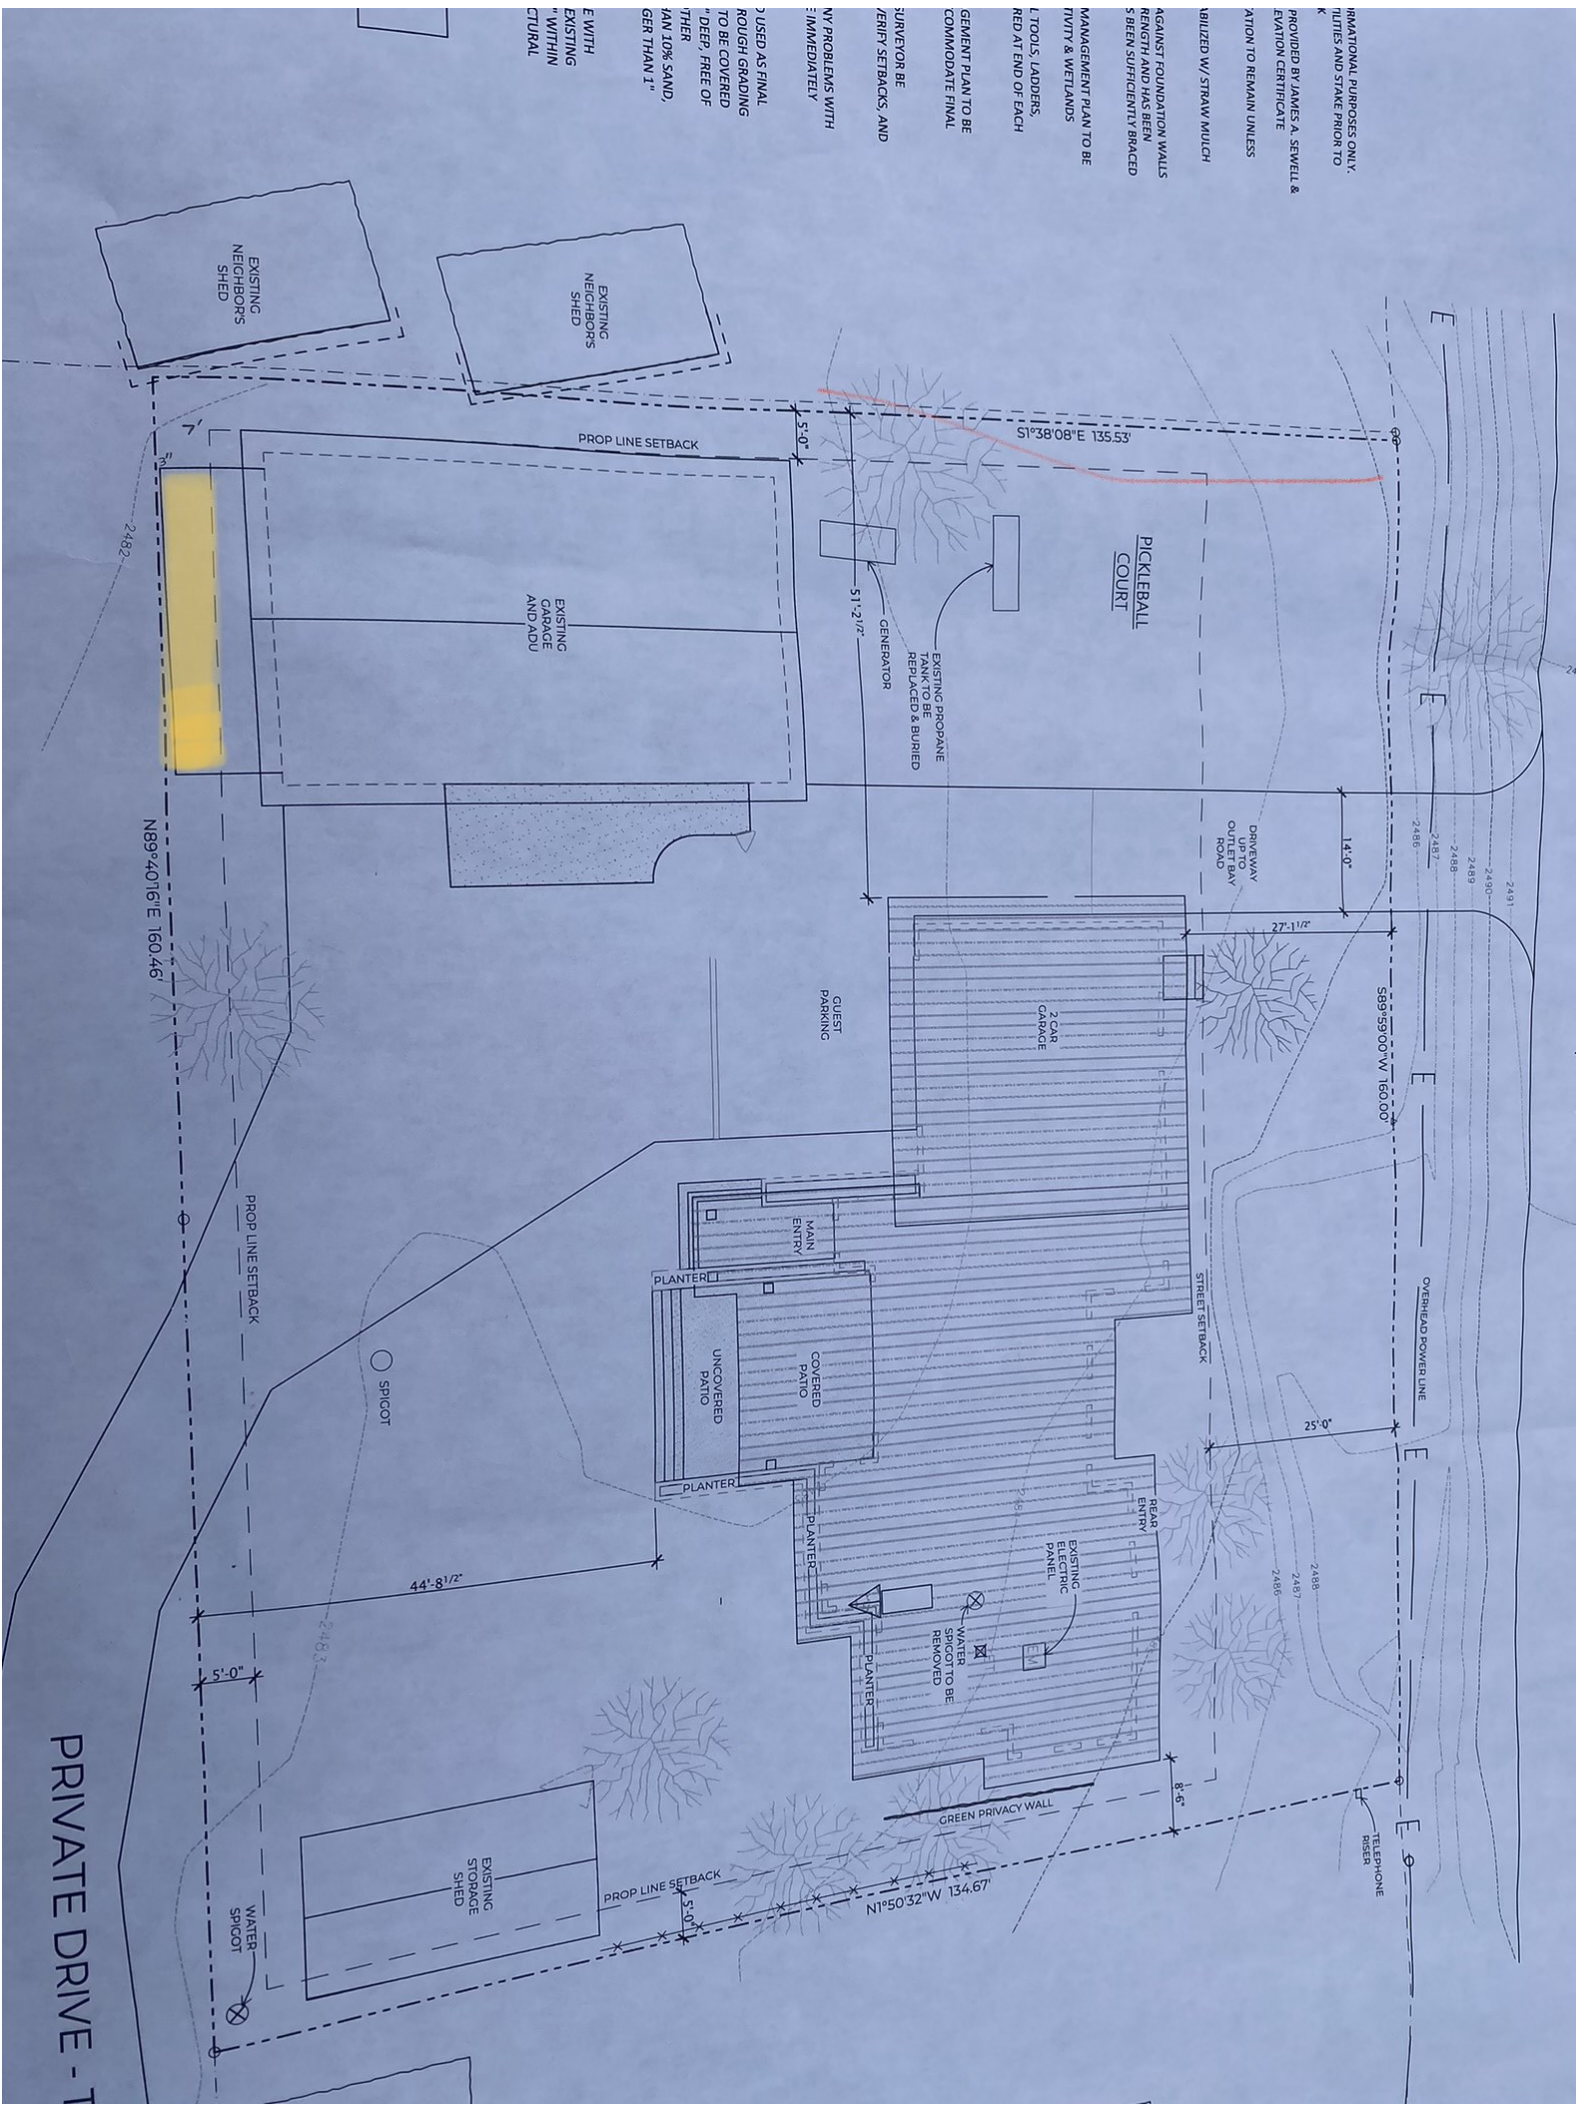 RMATIONAL PURPOSES ONLY.
TILITIES AND STAKE PRIOR TO
K
PROVIDED BY JAMES A. SEWELL &
EVATION CERTIFICATE
ATION TO REMAIN UNLESS
ABILIZED W/ STRAW MULCH
AGAINST FOUNDATION WALLS
RENGTH AND HAS BEEN
S BEEN SUFFICIENTLY BRACED
MANAGEMENT PLAN TO BE
TIVITY & WETLANDS
L TOOLS, LADDERS,
RED AT END OF EACH
GEMENT PLAN TO BE
COMMODATE FINAL
SURVEYOR BE
VERIFY SETBACKS, AND
NY PROBLEMS WITH
E IMMEDIATELY
D USED AS FINAL
ROUGH GRADING
TO BE COVERED
" DEEP, FREE OF
THER
HAN 10% SAND,
GER THAN 1"
E WITH
EXISTING
" WITHIN
CTURAL
E
E
E
E
E
OVERHEAD POWER LINE
2486
2487
2488
2489
2490
2491
S89°59'00"W 160.00'
14'-0"
27'-1 1/2"
25'-0"
DRIVEWAY
UP TO
OUTLET BAY
ROAD
STREET SETBACK
2486
2487
2488
TELEPHONE
RISER
8'-6"
S1°38'08"E 135.53'
PICKLEBALL
COURT
EXISTING PROPANE
TANK TO BE
REPLACED & BURIED
GENERATOR
51'-2 1/2"
5'-0"
PROP LINE SETBACK
2 CAR
GARAGE
GUEST
PARKING
REAR
ENTRY
EXISTING
ELECTRIC
PANEL
EM
WATER
SPIGOT TO BE
REMOVED
MAIN
ENTRY
COVERED
PATIO
UNCOVERED
PATIO
PLANTER
PLANTER
PLANTER
PLANTER
GREEN PRIVACY WALL
N1°50'32"W 134.67'
PROP LINE SETBACK
5'-0"
EXISTING
NEIGHBOR'S
SHED
EXISTING
NEIGHBOR'S
SHED
EXISTING
GARAGE
AND ADU
7'
3"
2482
N89°40'16"E 160.46'
PROP LINE SETBACK
SPIGOT
44'-8 1/2"
5'-0"
2483
EXISTING
STORAGE
SHED
WATER
SPIGOT
PRIVATE DRIVE - T